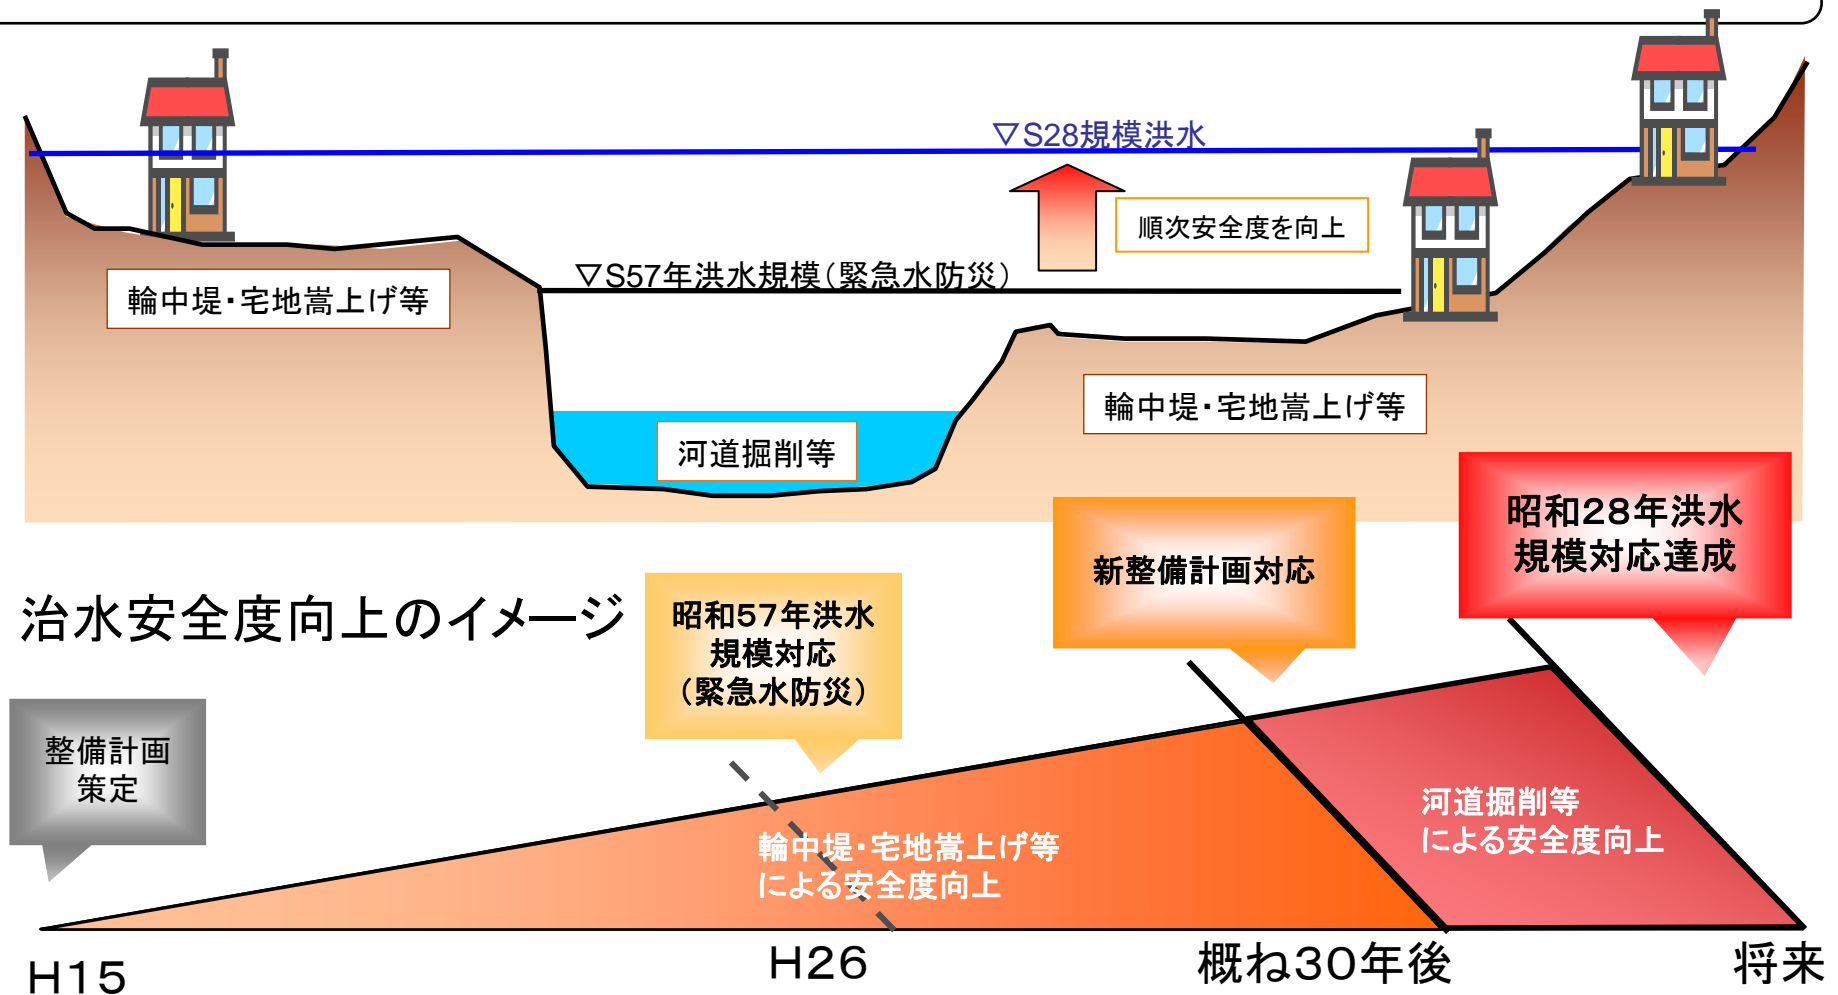 ▽S28規模洪水
順次安全度を向上
▽S57年洪水規模（緊急水防災）
輪中堤・宅地嵩上げ等
輪中堤・宅地嵩上げ等
河道掘削等
昭和28年洪水
規模対応達成
新整備計画対応
治水安全度向上のイメージ
昭和57年洪水
規模対応
（緊急水防災）
整備計画
策定
河道掘削等
による安全度向上
輪中堤・宅地嵩上げ等
による安全度向上
H15
H26
概ね30年後
将来